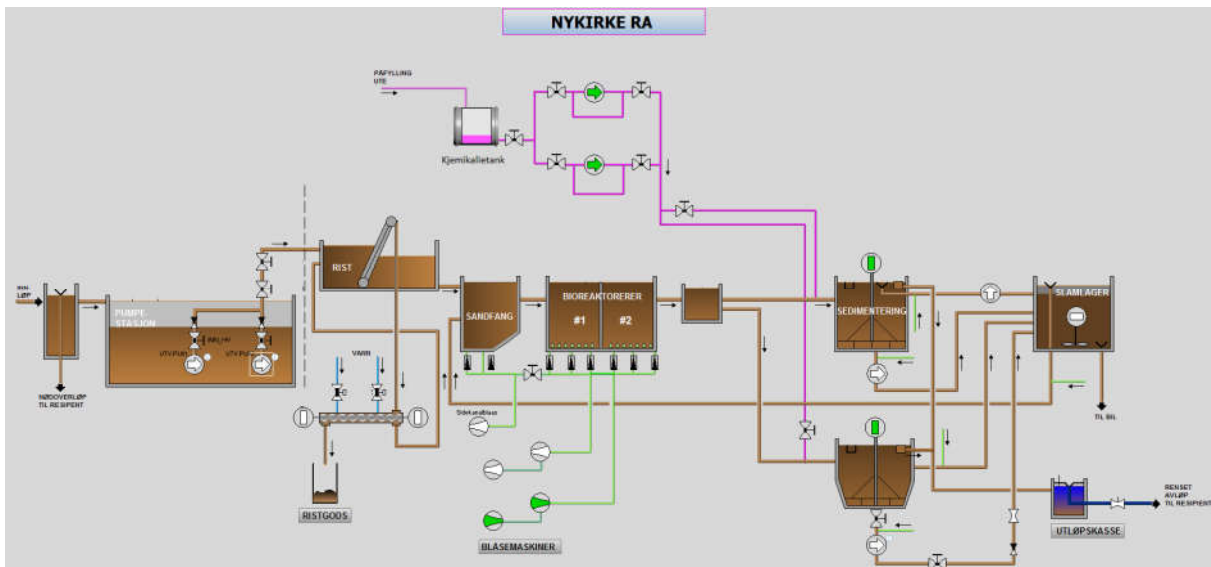 NYKIRKE RA
PÅFYLLING
UTE
Kjemikalietank
RIST
INN-
LØP
PUMPE-
STASJON
SANDFANG
BIOREAKTORERER
#1
#2
SEDIMENTERING
SLAMLAGER
NØDOVERLØP
TIL RESIPIENT
VANN
Sidekanalblåser
TIL BIL
RISTGODS
BLÅSEMASKINER
RENSET
AVLØP
TIL RESIPIENT
UTLØPSKASSE